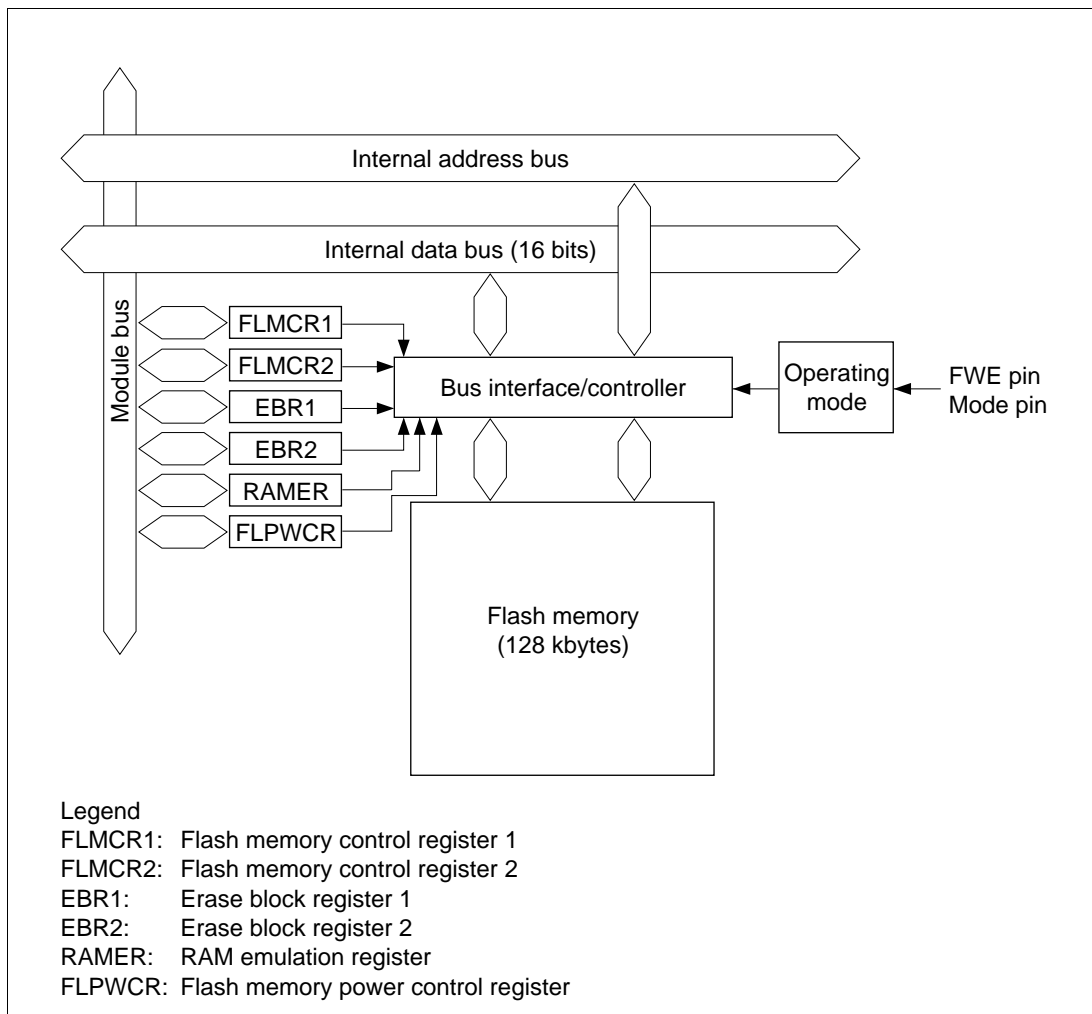 Internal address bus
Internal data bus (16 bits)
Module bus
FLMCR1
FLMCR2
EBR1
EBR2
RAMER
FLPWCR
Bus interface/controller
Operating
mode
FWE pin
Mode pin
Flash memory
(128 kbytes)
Legend
FLMCR1: Flash memory control register 1
FLMCR2: Flash memory control register 2
EBR1: Erase block register 1
EBR2: Erase block register 2
RAMER: RAM emulation register
FLPWCR: Flash memory power control register